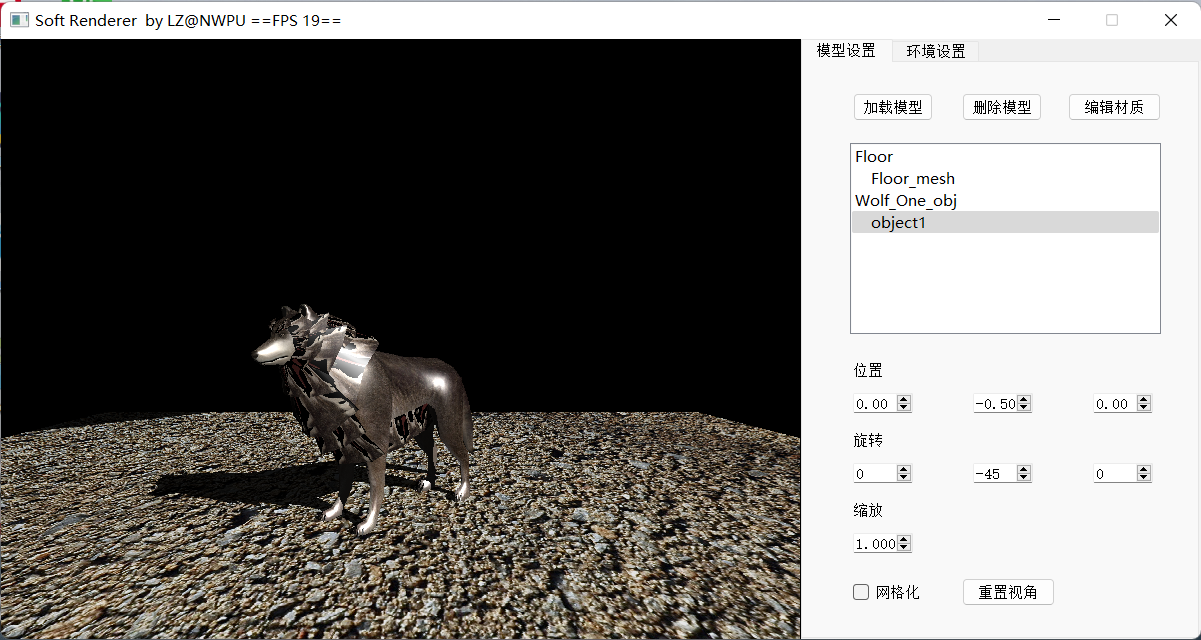 Soft Renderer by LZ@NWPU ==FPS 19==
模型设置 环境设置
加载模型 删除模型 编辑材质
Floor
Floor_mesh
Wolf_One_obj
object1
位置
0.00 -0.50 0.00
旋转
0 -45 0
缩放
1.000
网格化 重置视角